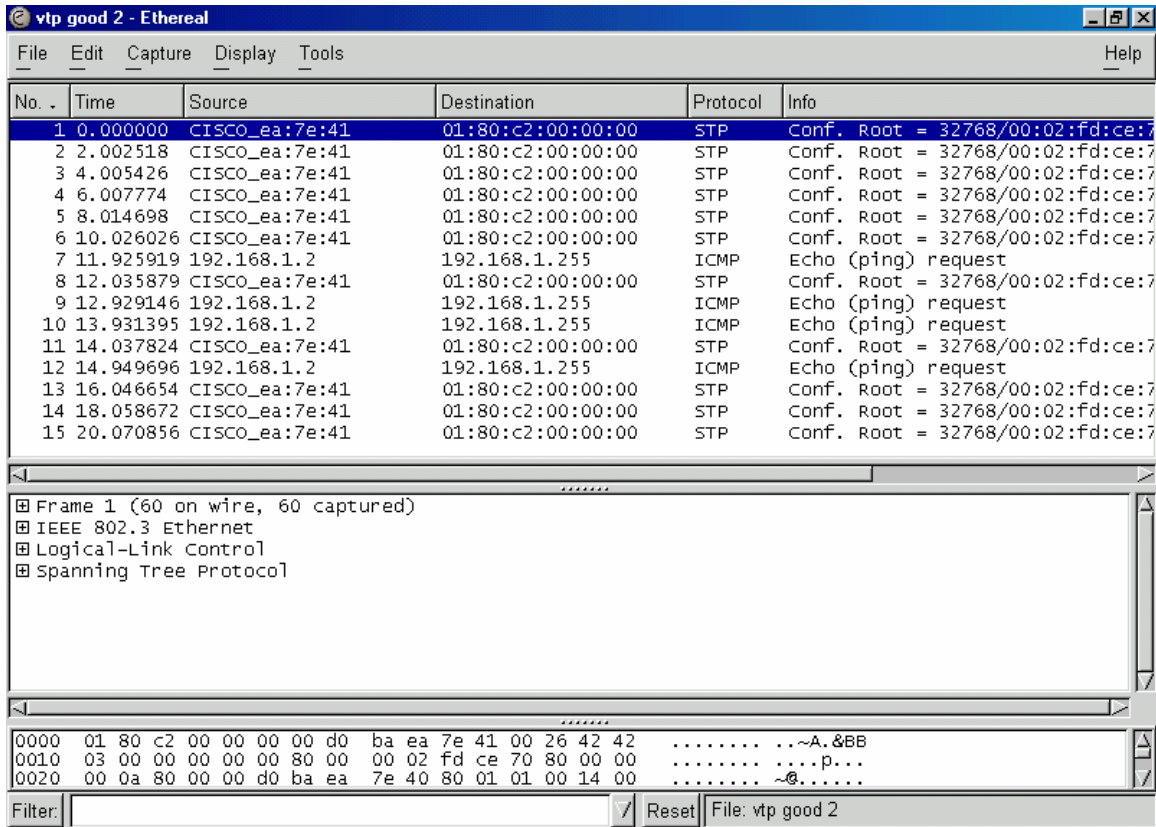 vtp good 2 - Ethereal
File Edit Capture Display Tools Help
No. Time Source Destination Protocol Info
1 0.000000 CISCO_ea:7e:41 01:80:c2:00:00:00 STP Conf. Root = 32768/00:02:fd:ce:7
2 2.002518 CISCO_ea:7e:41 01:80:c2:00:00:00 STP Conf. Root = 32768/00:02:fd:ce:7
3 4.005426 CISCO_ea:7e:41 01:80:c2:00:00:00 STP Conf. Root = 32768/00:02:fd:ce:7
4 6.007774 CISCO_ea:7e:41 01:80:c2:00:00:00 STP Conf. Root = 32768/00:02:fd:ce:7
5 8.014698 CISCO_ea:7e:41 01:80:c2:00:00:00 STP Conf. Root = 32768/00:02:fd:ce:7
6 10.026026 CISCO_ea:7e:41 01:80:c2:00:00:00 STP Conf. Root = 32768/00:02:fd:ce:7
7 11.925919 192.168.1.2 192.168.1.255 ICMP Echo (ping) request
8 12.035879 CISCO_ea:7e:41 01:80:c2:00:00:00 STP Conf. Root = 32768/00:02:fd:ce:7
9 12.929146 192.168.1.2 192.168.1.255 ICMP Echo (ping) request
10 13.931395 192.168.1.2 192.168.1.255 ICMP Echo (ping) request
11 14.037824 CISCO_ea:7e:41 01:80:c2:00:00:00 STP Conf. Root = 32768/00:02:fd:ce:7
12 14.949696 192.168.1.2 192.168.1.255 ICMP Echo (ping) request
13 16.046654 CISCO_ea:7e:41 01:80:c2:00:00:00 STP Conf. Root = 32768/00:02:fd:ce:7
14 18.058672 CISCO_ea:7e:41 01:80:c2:00:00:00 STP Conf. Root = 32768/00:02:fd:ce:7
15 20.070856 CISCO_ea:7e:41 01:80:c2:00:00:00 STP Conf. Root = 32768/00:02:fd:ce:7
Frame 1 (60 on wire, 60 captured)
IEEE 802.3 Ethernet
Logical-Link Control
Spanning Tree Protocol
0000 01 80 c2 00 00 00 00 d0 ba ea 7e 41 00 26 42 42 ........ ..~A.&BB
0010 03 00 00 00 00 00 80 00 00 02 fd ce 70 80 00 00 ........ ....p...
0020 00 0a 80 00 00 d0 ba ea 7e 40 80 01 01 00 14 00 ........ ~@......
Filter: Reset File: vtp good 2